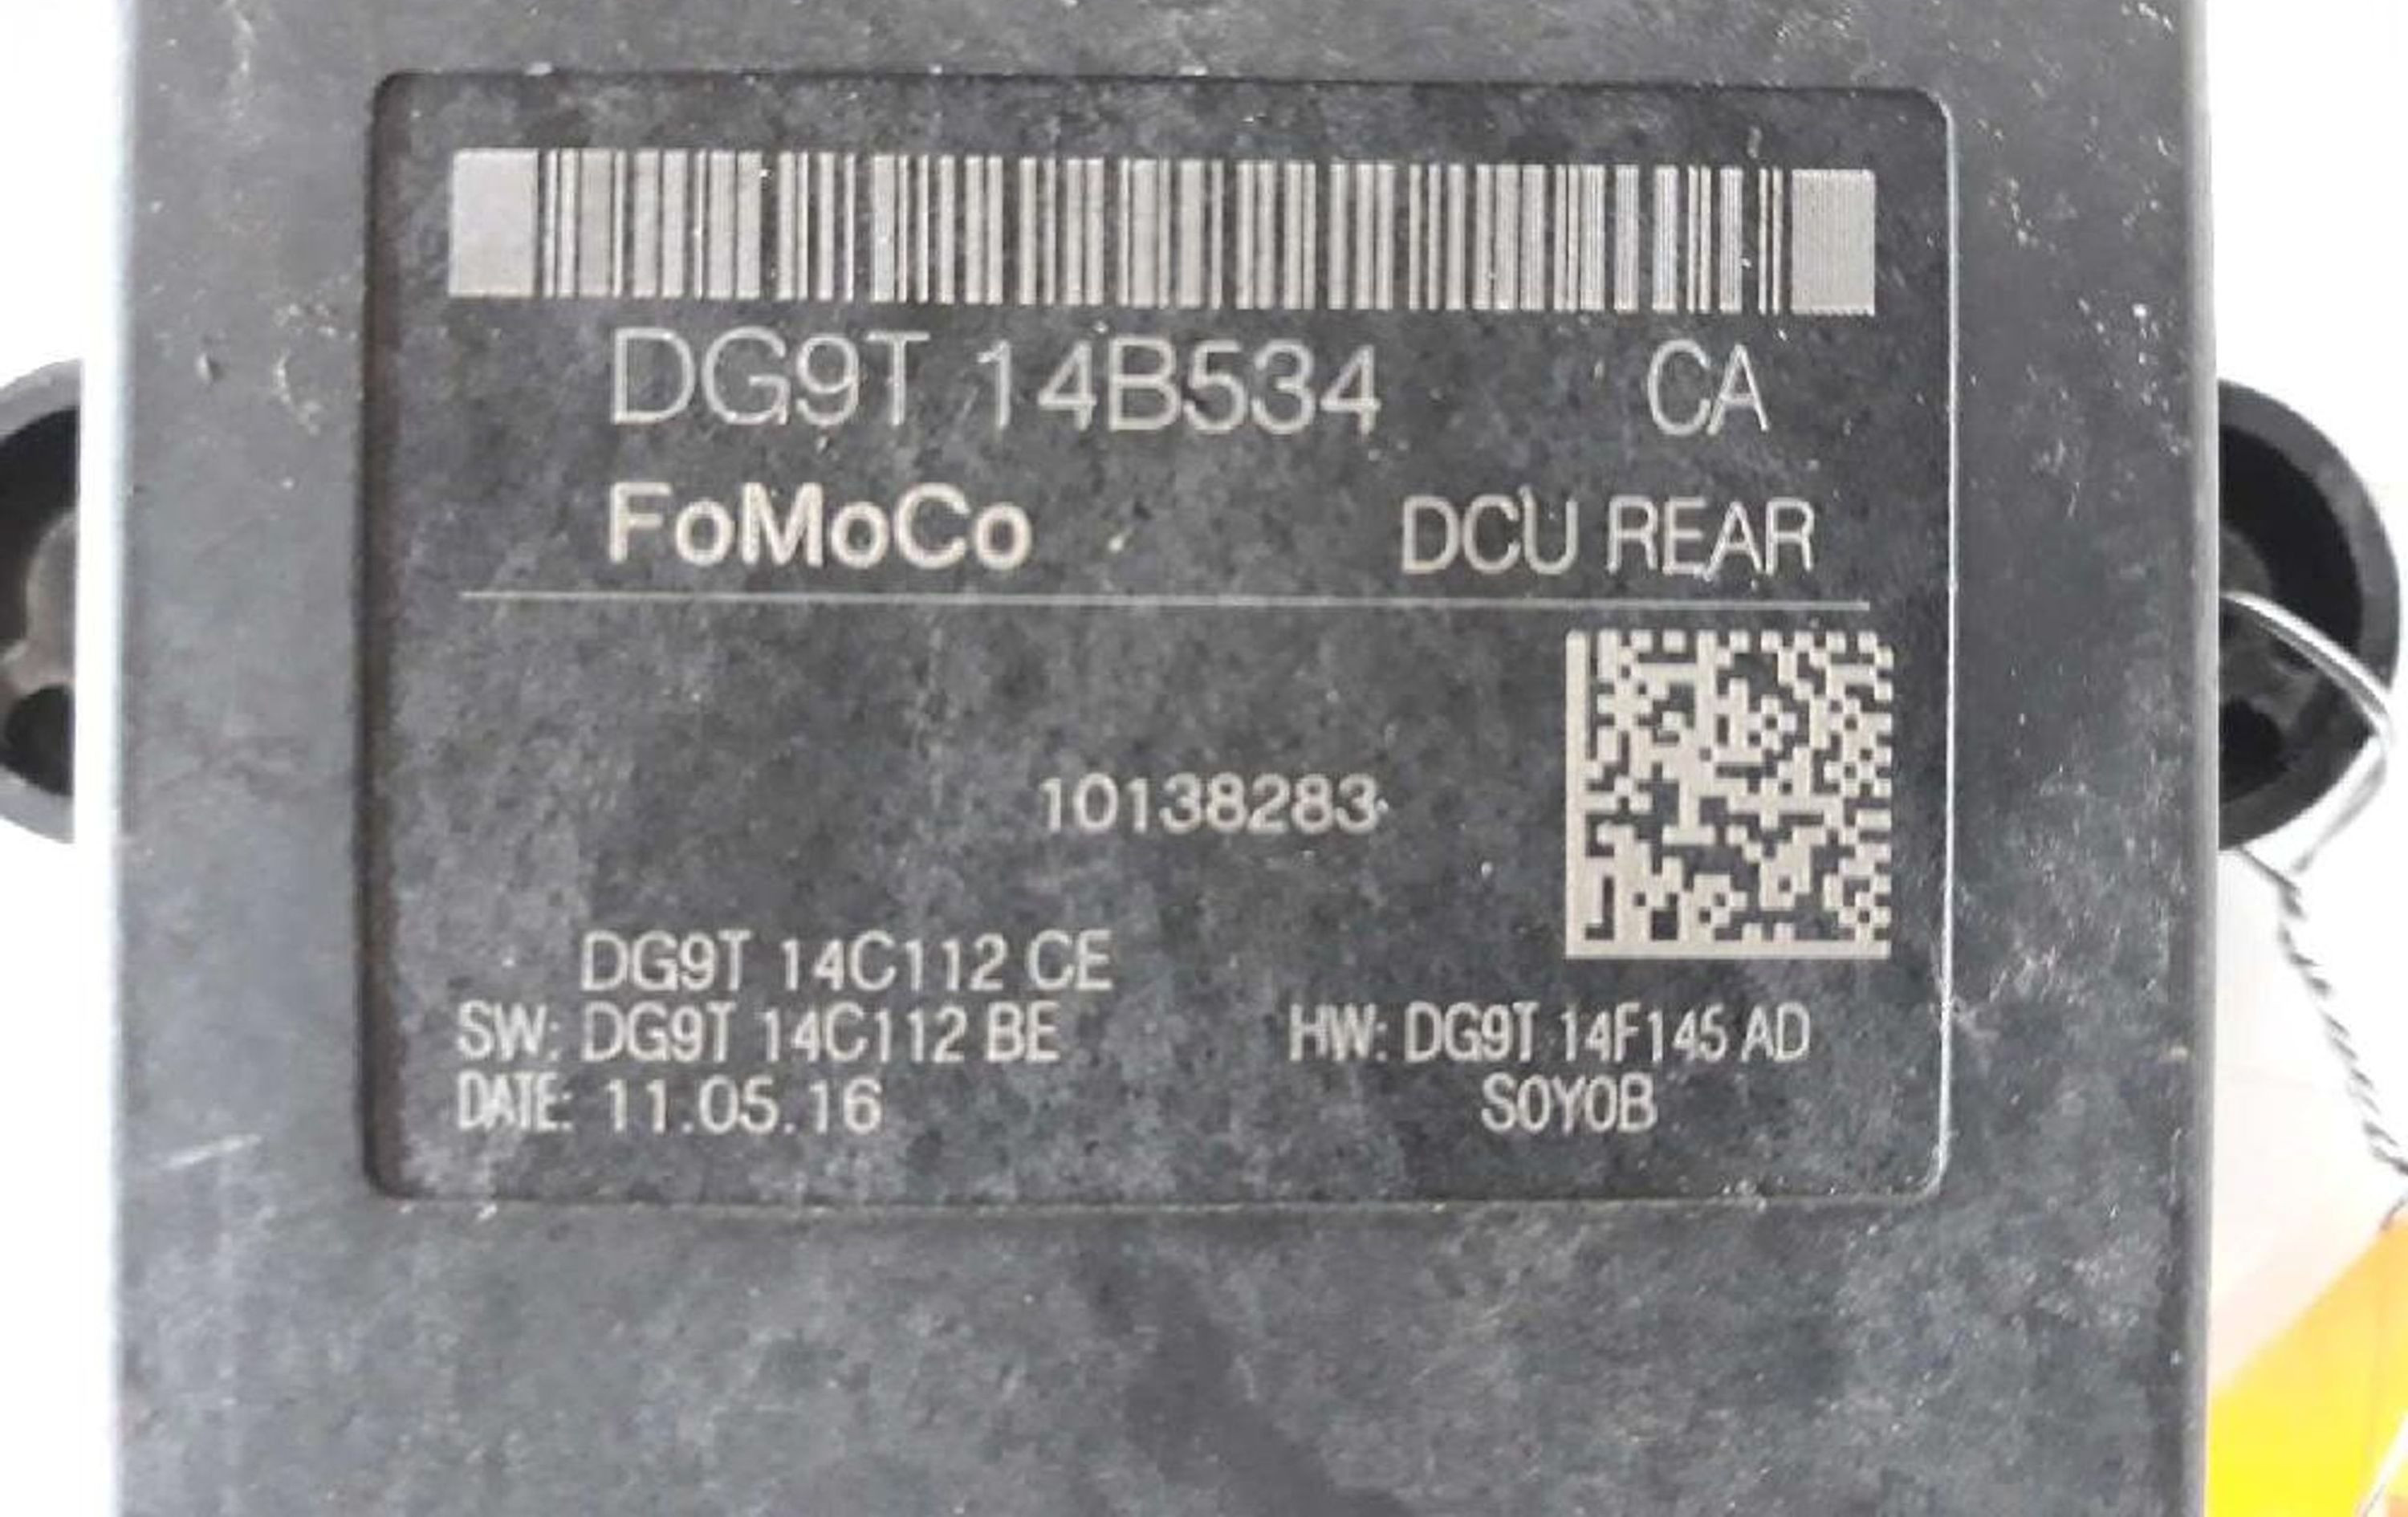 DG9T 14B534 CA
FoMoCo DCU REAR
10138283
DG9T 14C112 CE
SW: DG9T 14C112 BE HW: DG9T 14F145 AD
DATE: 11.05.16 S0Y0B